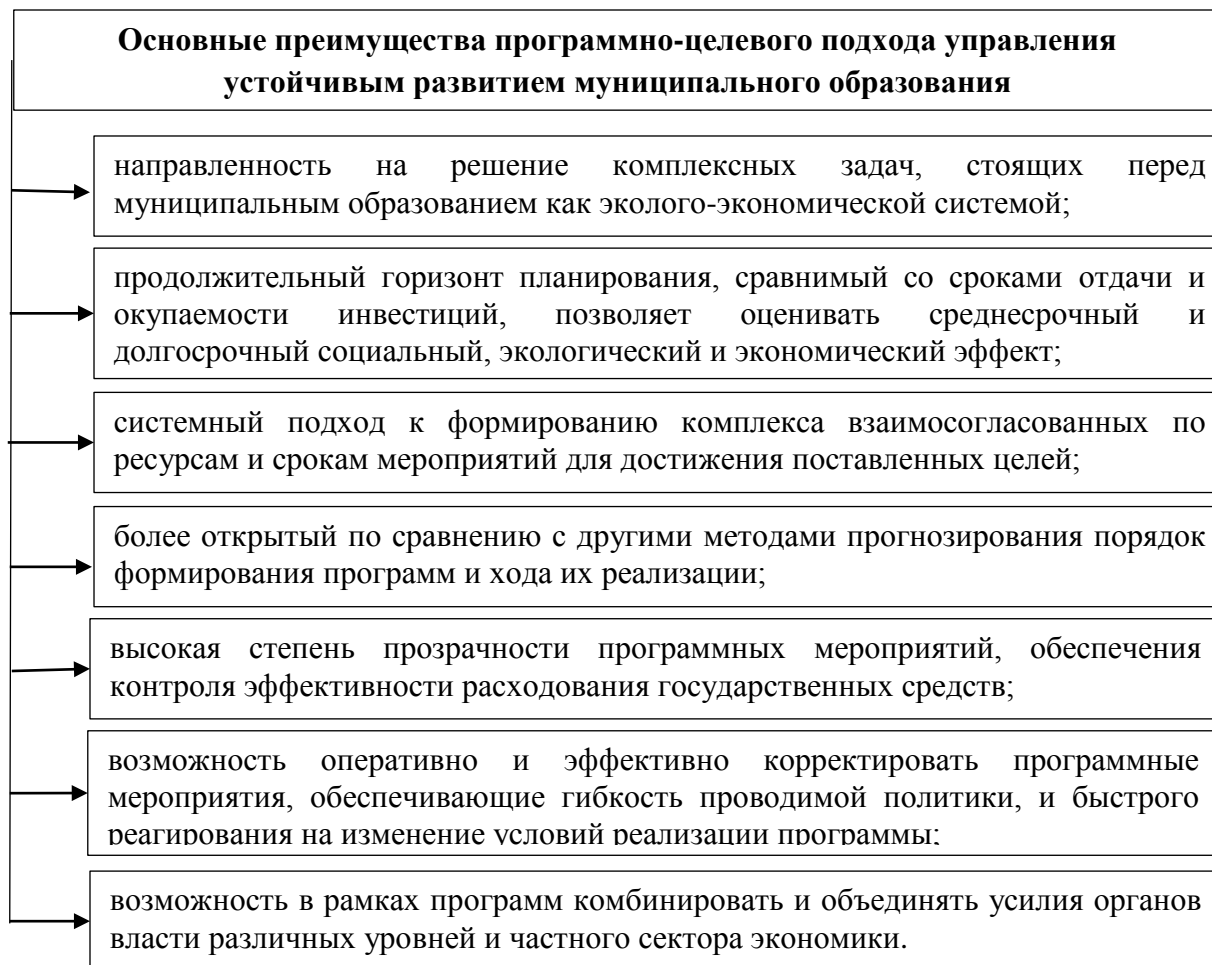 Основные преимущества программно-целевого подхода управления
устойчивым развитием муниципального образования
направленность на решение комплексных задач, стоящих перед
муниципальным образованием как эколого-экономической системой;
продолжительный горизонт планирования, сравнимый со сроками отдачи и
окупаемости инвестиций, позволяет оценивать среднесрочный и
долгосрочный социальный, экологический и экономический эффект;
системный подход к формированию комплекса взаимосогласованных по
ресурсам и срокам мероприятий для достижения поставленных целей;
более открытый по сравнению с другими методами прогнозирования порядок
формирования программ и хода их реализации;
высокая степень прозрачности программных мероприятий, обеспечения
контроля эффективности расходования государственных средств;
возможность оперативно и эффективно корректировать программные
мероприятия, обеспечивающие гибкость проводимой политики, и быстрого
реагирования на изменение условий реализации программы;
возможность в рамках программ комбинировать и объединять усилия органов
власти различных уровней и частного сектора экономики.